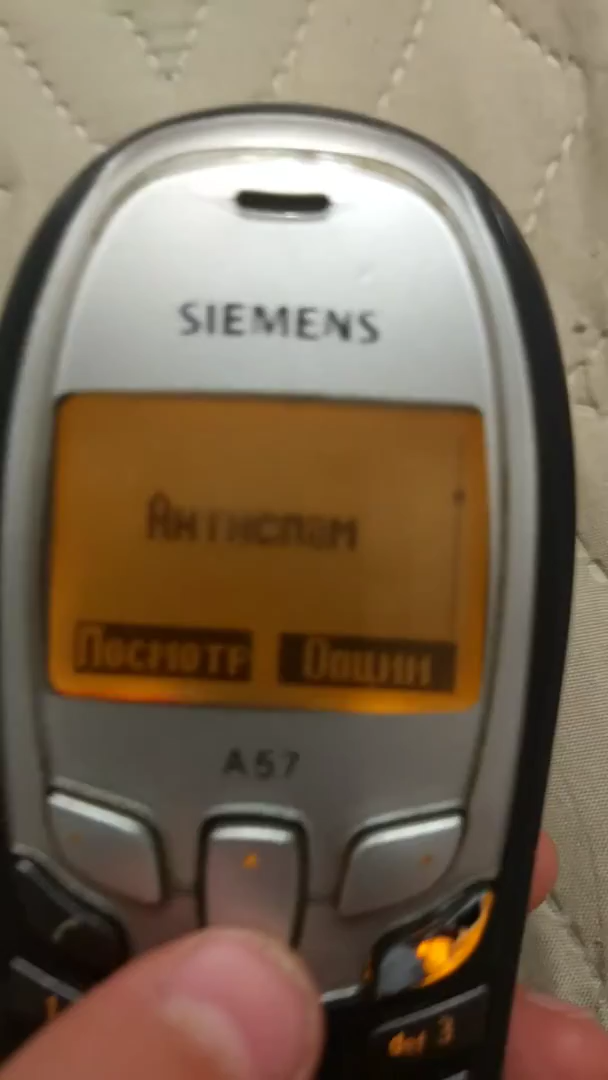 SIEMENS
Антиспам
Посмотр Опции
A57
def 3